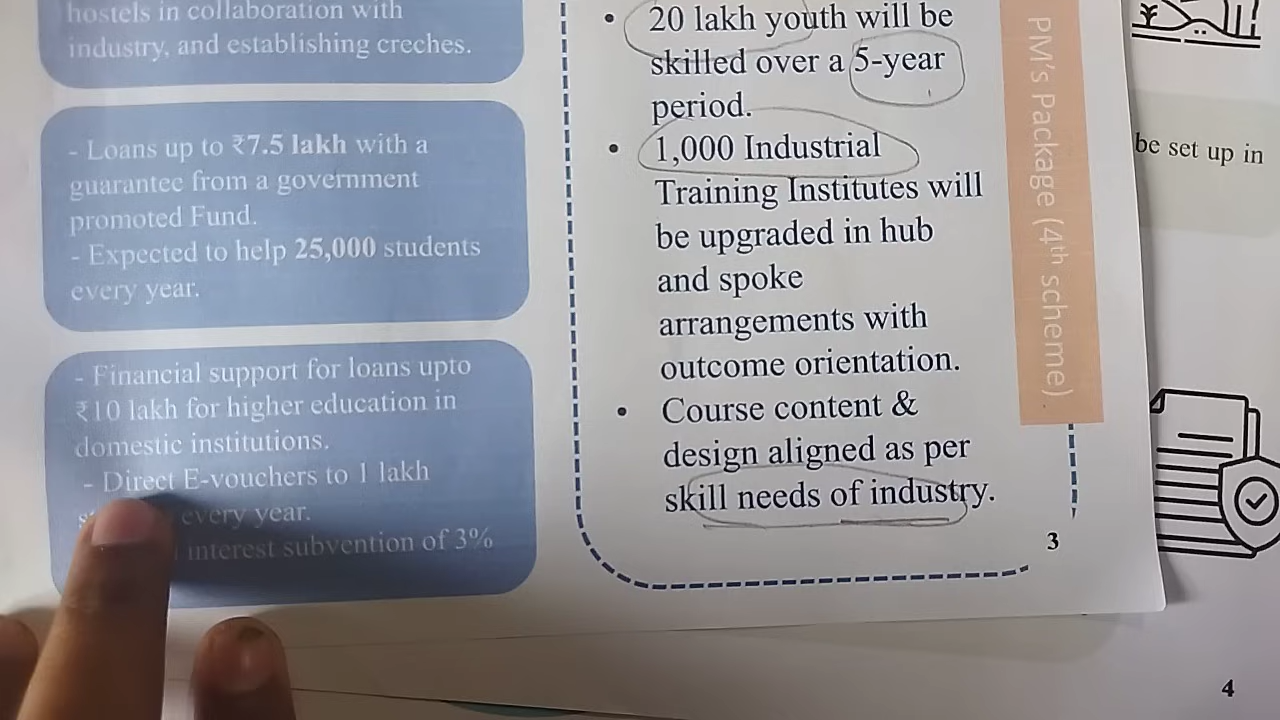 hostels in collaboration with
industry, and establishing creches.
- Loans up to ₹7.5 lakh with a
guarantee from a government
promoted Fund.
- Expected to help 25,000 students
every year.
- Financial support for loans upto
₹10 lakh for higher education in
domestic institutions.
- Direct E-vouchers to 1 lakh
every year.
interest subvention of 3%
• 20 lakh youth will be
skilled over a 5-year
period.
• 1,000 Industrial
Training Institutes will
be upgraded in hub
and spoke
arrangements with
outcome orientation.
• Course content &
design aligned as per
skill needs of industry.
3
PM's Package (4th scheme)
be set up in
4